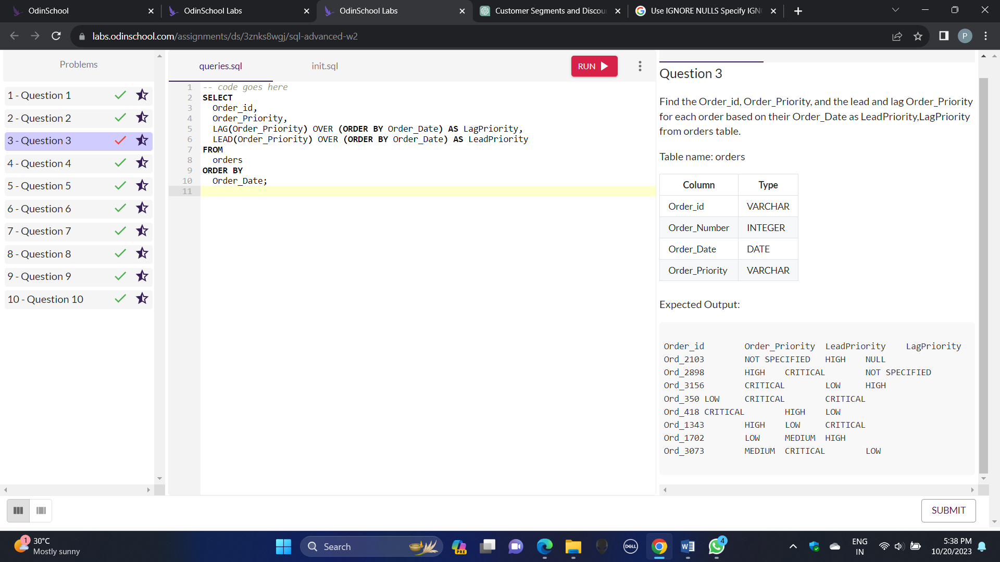 OdinSchool
OdinSchool Labs
OdinSchool Labs
Customer Segments and Discou
Use IGNORE NULLS Specify IGN
labs.odinschool.com/assignments/ds/3znks8wgj/sql-advanced-w2
P
Problems
1 - Question 1
2 - Question 2
3 - Question 3
4 - Question 4
5 - Question 5
6 - Question 6
7 - Question 7
8 - Question 8
9 - Question 9
10 - Question 10
queries.sql
init.sql
RUN
1 -- code goes here
2 SELECT
3 Order_id,
4 Order_Priority,
5 LAG(Order_Priority) OVER (ORDER BY Order_Date) AS LagPriority,
6 LEAD(Order_Priority) OVER (ORDER BY Order_Date) AS LeadPriority
7 FROM
8 orders
9 ORDER BY
10 Order_Date;
11
Question 3
Find the Order_id, Order_Priority, and the lead and lag Order_Priority
for each order based on their Order_Date as LeadPriority,LagPriority
from orders table.
Table name: orders
Column Type
Order_id VARCHAR
Order_Number INTEGER
Order_Date DATE
Order_Priority VARCHAR
Expected Output:
Order_id Order_Priority LeadPriority LagPriority
Ord_2103 NOT SPECIFIED HIGH NULL
Ord_2898 HIGH CRITICAL NOT SPECIFIED
Ord_3156 CRITICAL LOW HIGH
Ord_350 LOW CRITICAL CRITICAL
Ord_418 CRITICAL HIGH LOW
Ord_1343 HIGH LOW CRITICAL
Ord_1702 LOW MEDIUM HIGH
Ord_3073 MEDIUM CRITICAL LOW
SUBMIT
1
30°C
Mostly sunny
Search
PRE
DELL
W
4
ENG
IN
5:38 PM
10/20/2023